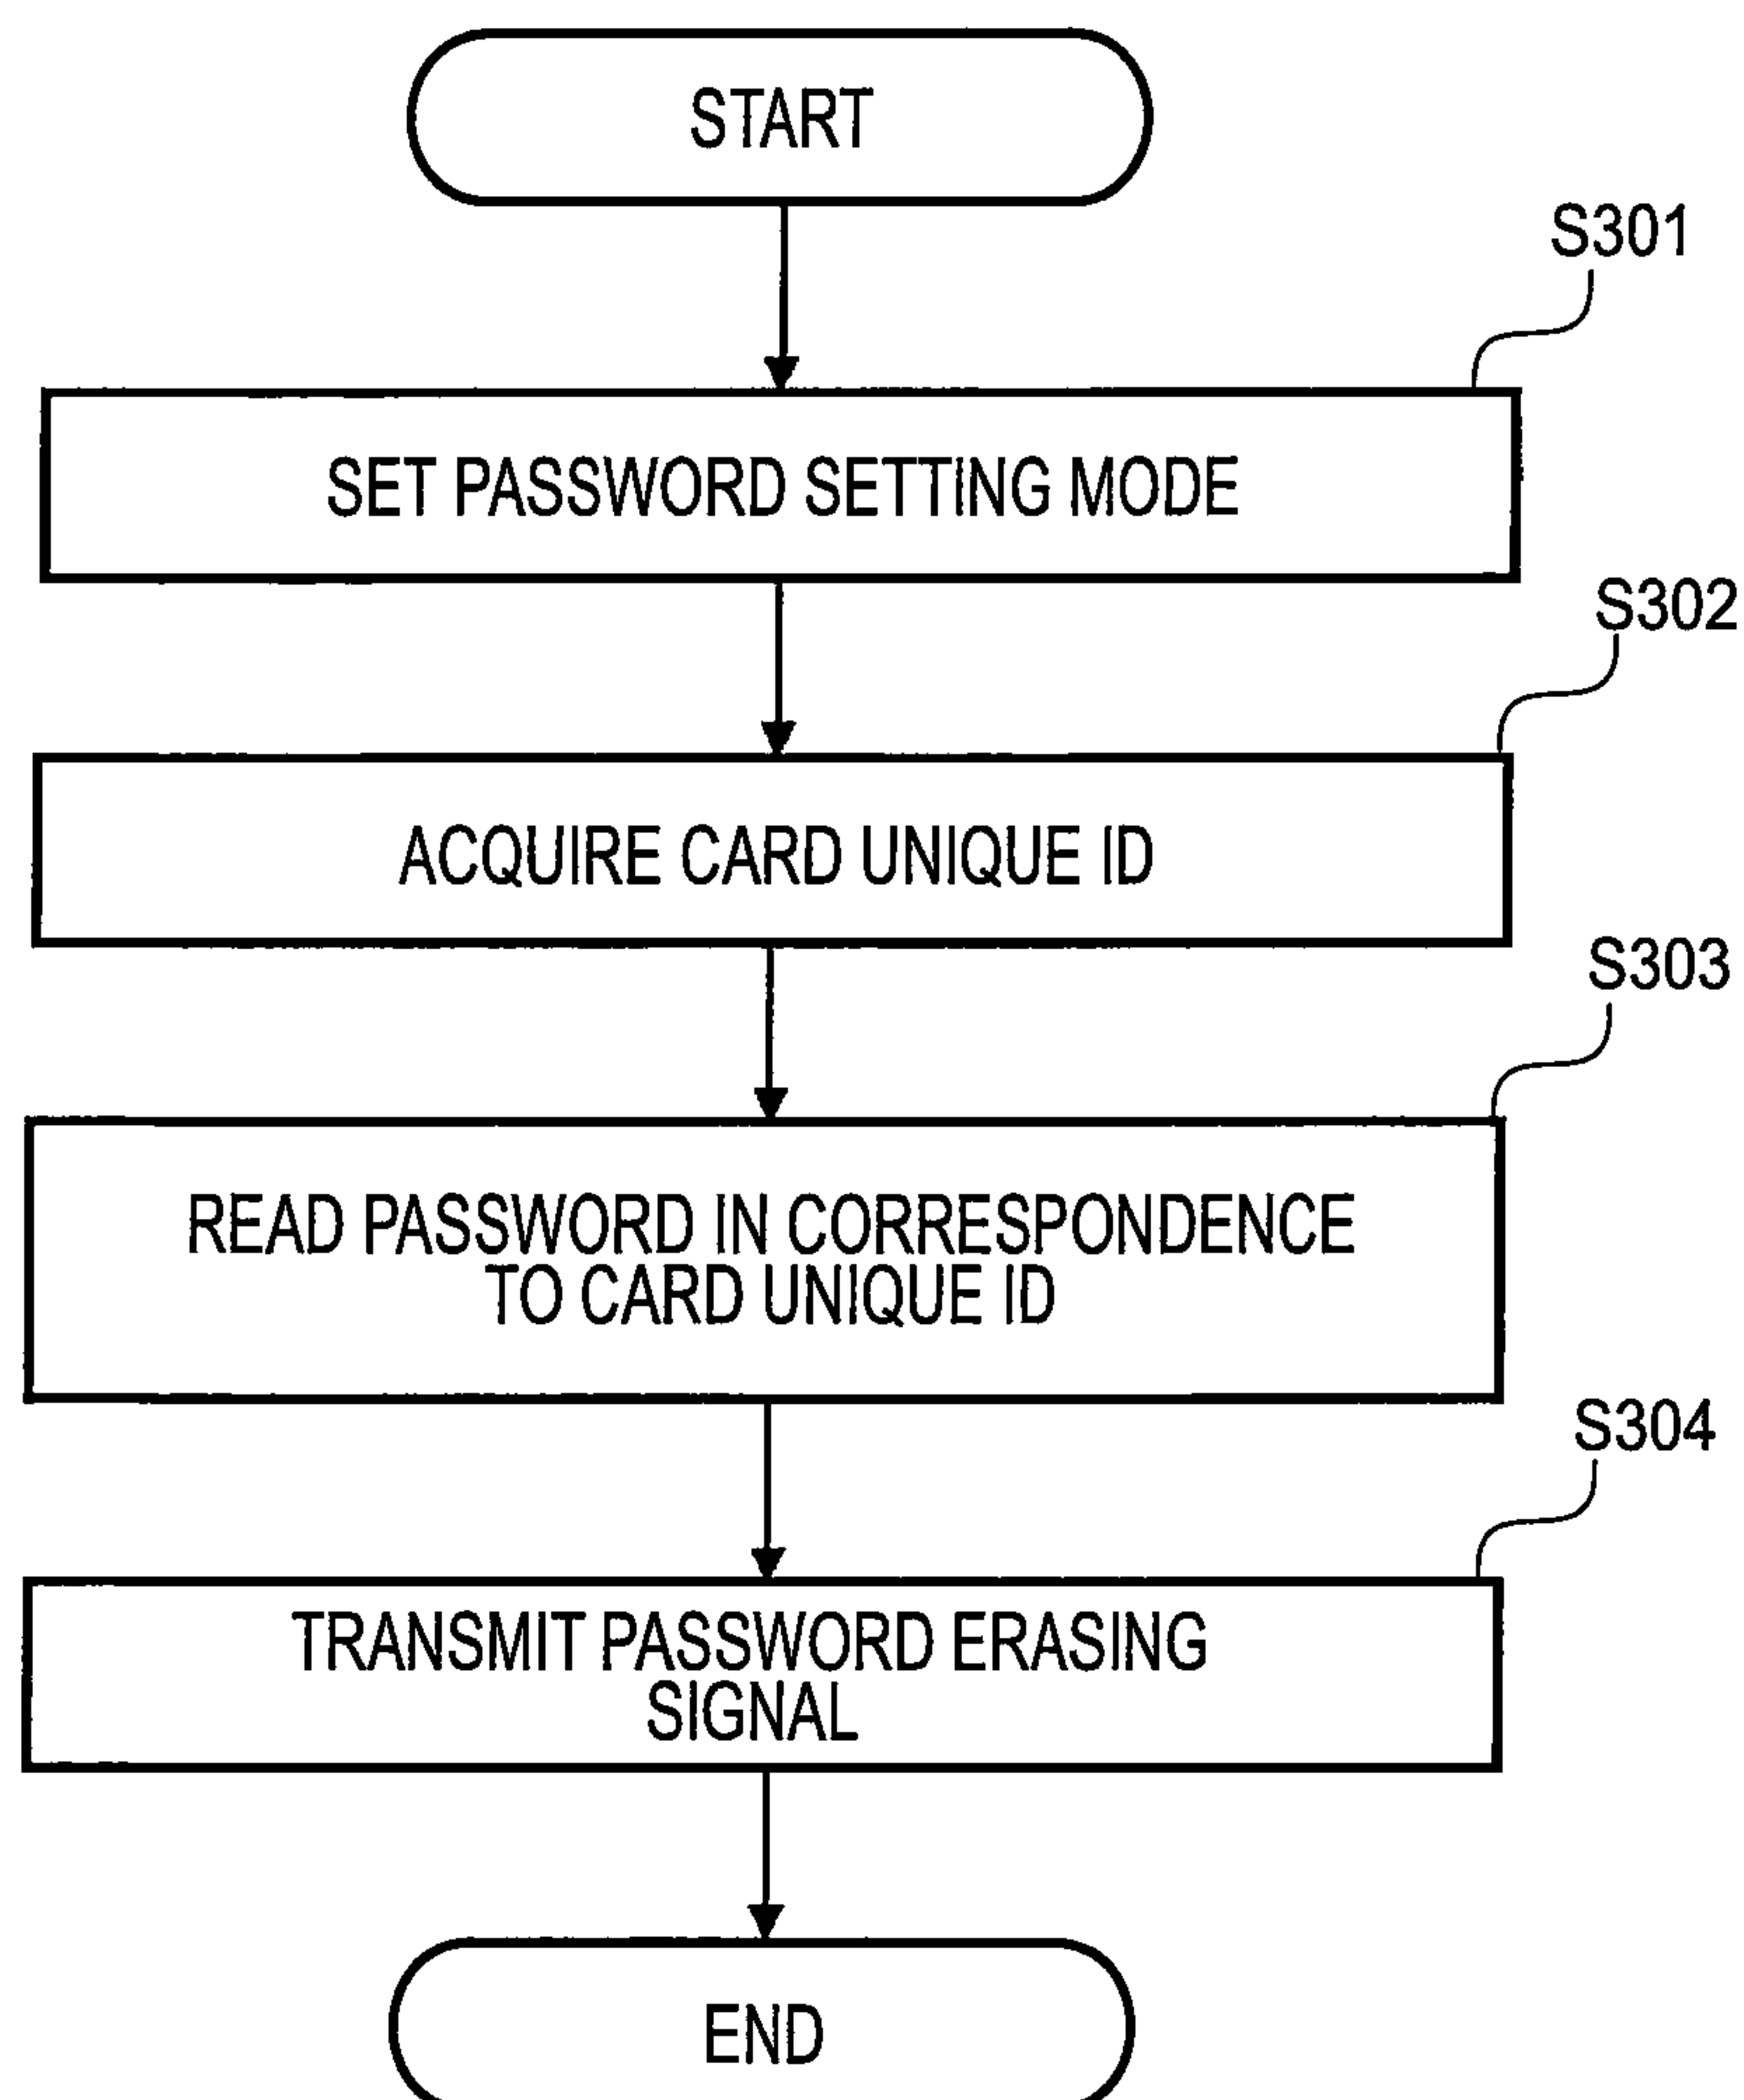 START
S301
SET PASSWORD SETTING MODE
S302
ACQUIRE CARD UNIQUE ID
S303
READ PASSWORD IN CORRESPONDENCE
TO CARD UNIQUE ID
S304
TRANSMIT PASSWORD ERASING
SIGNAL
END